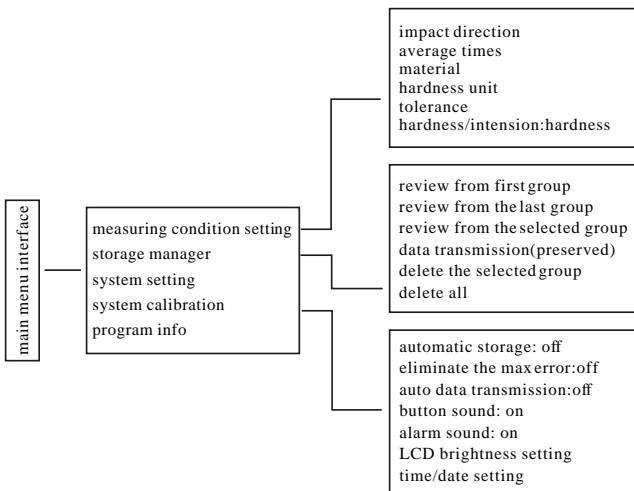 main menu interface
measuring condition setting
storage manager
system setting
system calibration
program info
impact direction
average times
material
hardness unit
tolerance
hardness/intension:hardness
review from first group
review from the last group
review from the selected group
data transmission(preserved)
delete the selected group
delete all
automatic storage: off
eliminate the max error:off
auto data transmission:off
button sound: on
alarm sound: on
LCD brightness setting
time/date setting